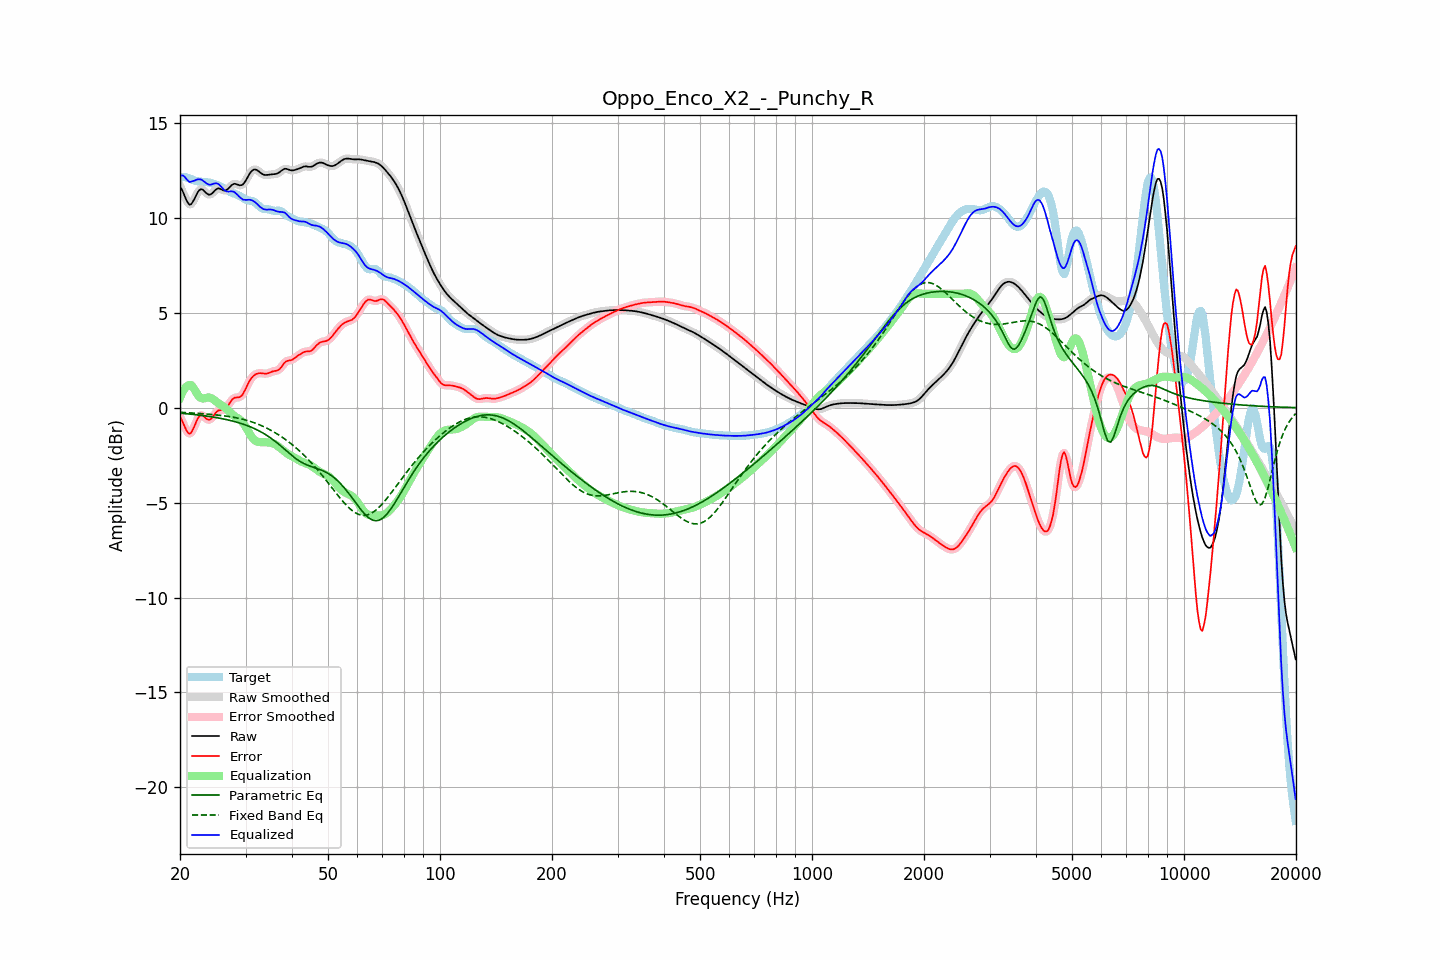 Oppo_Enco_X2_-_Punchy_R
Amplitude (dBr)
15
10
5
0
−5
−10
−15
−20
Target
Raw Smoothed
Error Smoothed
Raw
Error
Equalization
Parametric Eq
Fixed Band Eq
Equalized
20 50 100 200 500 1000 2000 5000 10000 20000
Frequency (Hz)